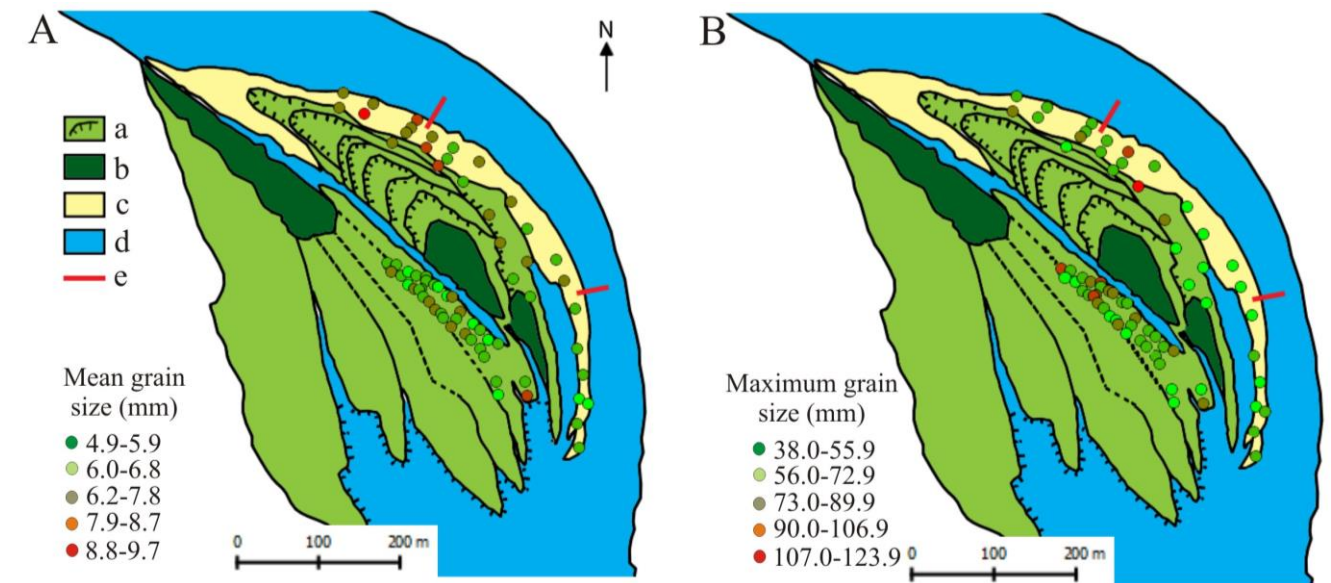 A
N
a
b
c
d
e
Mean grain
size (mm)
4.9-5.9
6.0-6.8
6.2-7.8
7.9-8.7
8.8-9.7
0 100 200 m
B
Maximum grain
size (mm)
38.0-55.9
56.0-72.9
73.0-89.9
90.0-106.9
107.0-123.9
0 100 200 m